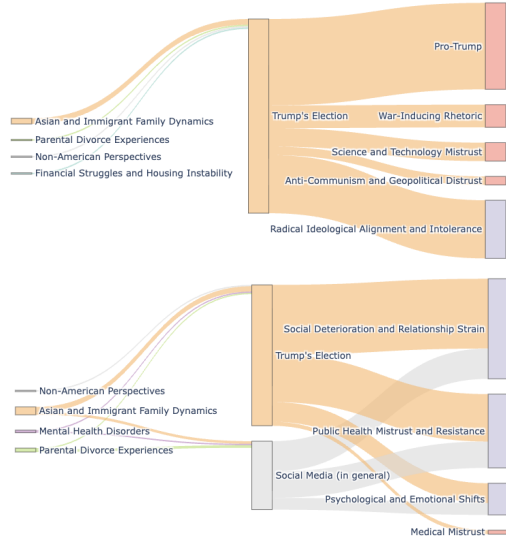 Pro-Trump
Trump's Election
War-Inducing Rhetoric
Asian and Immigrant Family Dynamics
Parental Divorce Experiences
Science and Technology Mistrust
Non-American Perspectives
Financial Struggles and Housing Instability
Anti-Communism and Geopolitical Distrust
Radical Ideological Alignment and Intolerance
Social Deterioration and Relationship Strain
Trump's Election
Non-American Perspectives
Asian and Immigrant Family Dynamics
Mental Health Disorders
Public Health Mistrust and Resistance
Parental Divorce Experiences
Social Media (in general)
Psychological and Emotional Shifts
Medical Mistrust